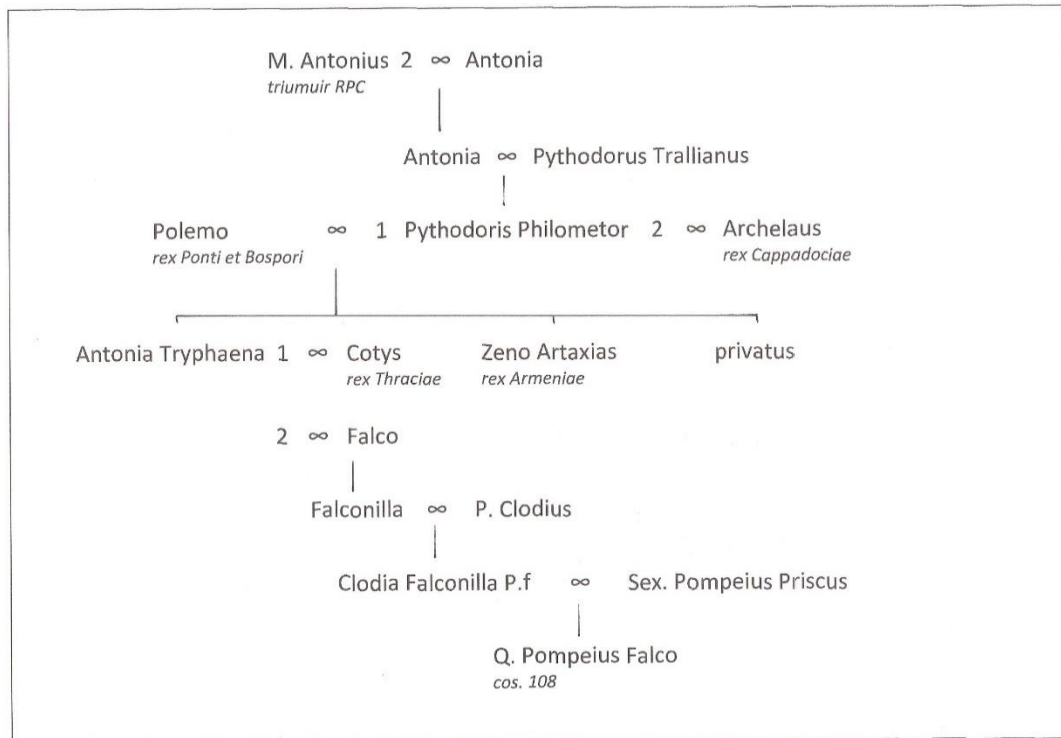 M. Antonius 2 ∞ Antonia
triumuir RPC
Antonia ∞ Pythodorus Trallianus
Polemo ∞ 1 Pythodoris Philometor 2 ∞ Archelaus
rex Ponti et Bospori rex Cappadociae
Antonia Tryphaena 1 ∞ Cotys Zeno Artaxias privatus
rex Thraciae rex Armeniae
2 ∞ Falco
Falconilla ∞ P. Clodius
Clodia Falconilla P.f ∞ Sex. Pompeius Priscus
Q. Pompeius Falco
cos. 108